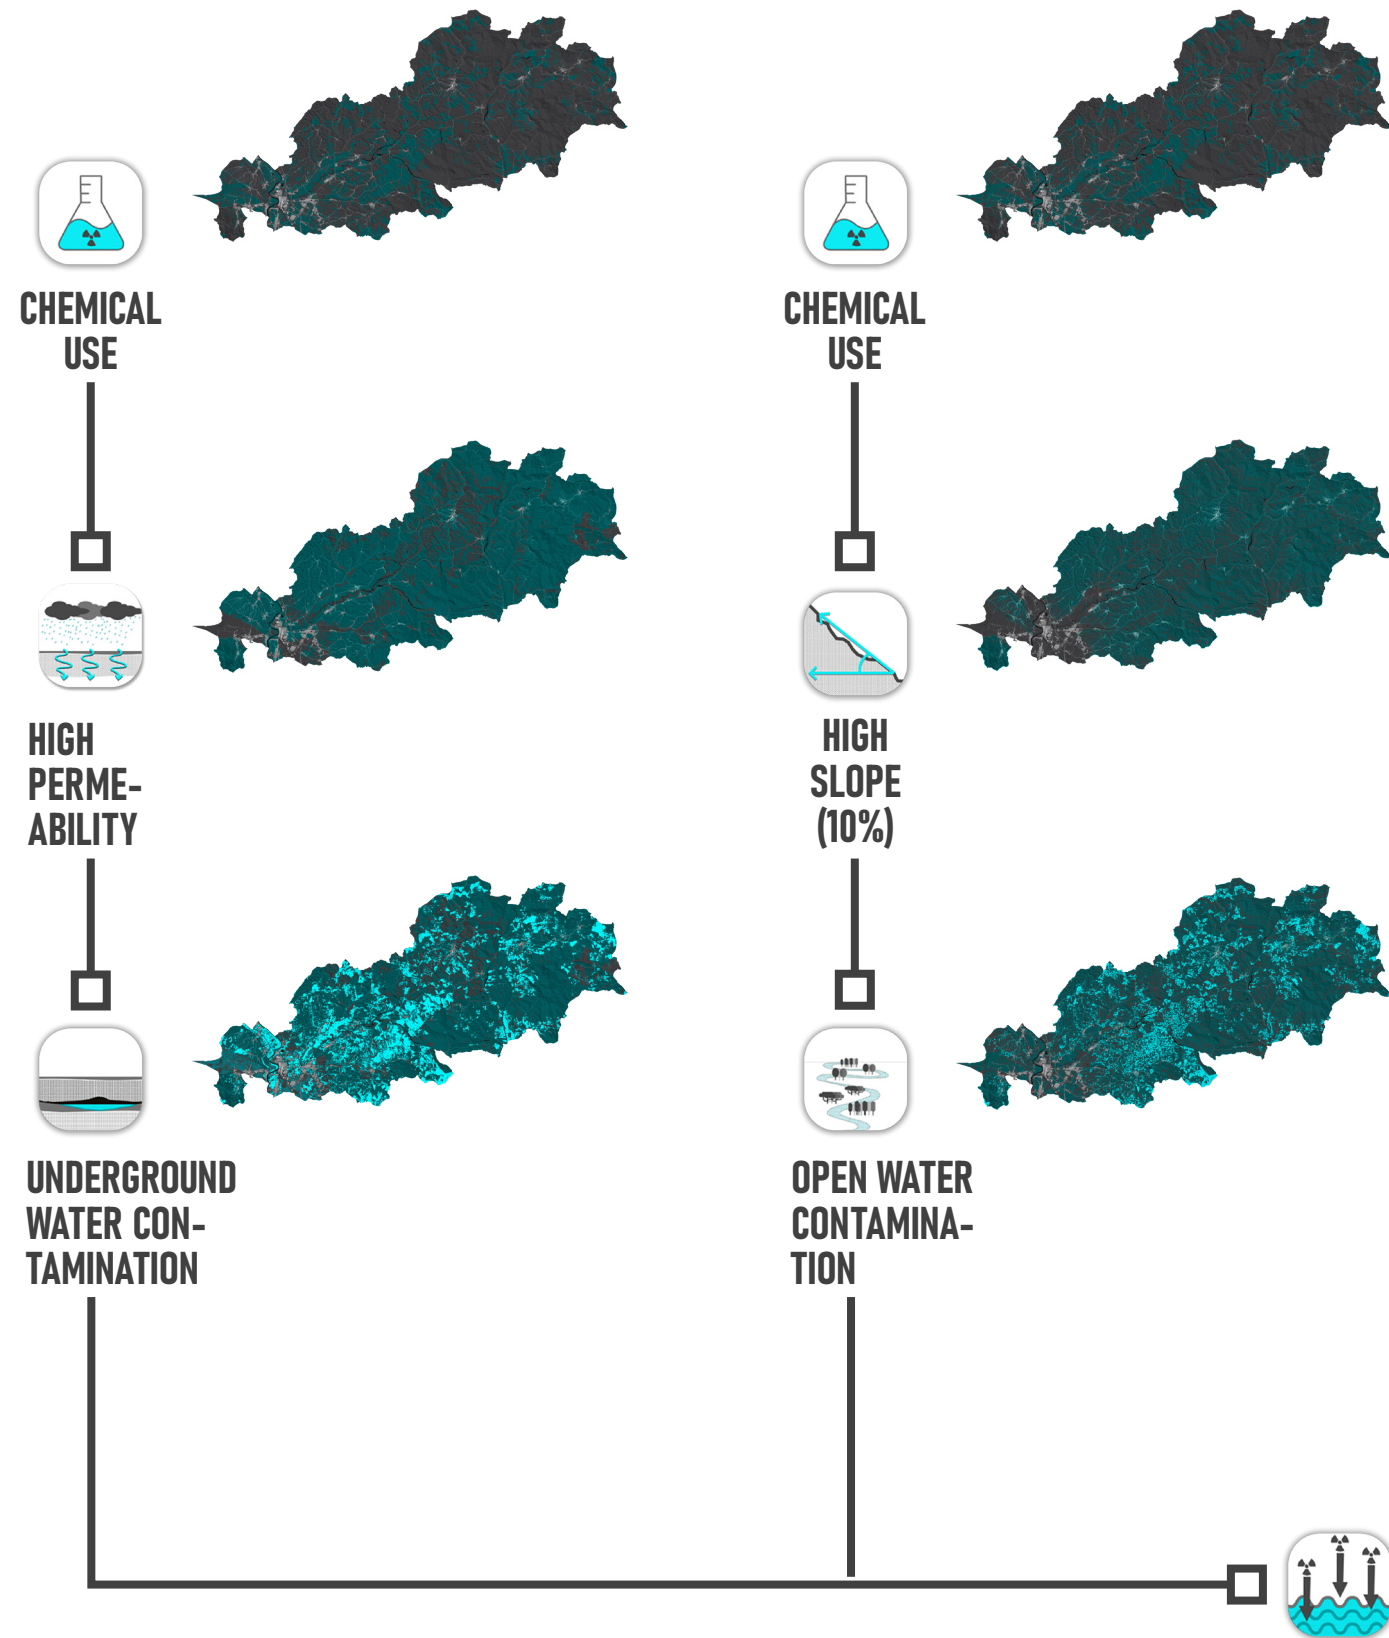 CHEMICAL
USE
HIGH
PERME-
ABILITY
UNDERGROUND
WATER CON-
TAMINATION
CHEMICAL
USE
HIGH
SLOPE
(10%)
OPEN WATER
CONTAMINA-
TION